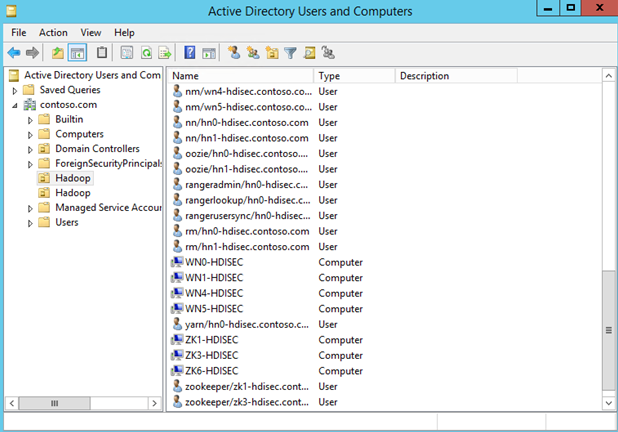 Active Directory Users and Computers
File Action View Help
Active Directory Users and Com
Saved Queries
contoso.com
Builtin
Computers
Domain Controllers
ForeignSecurityPrincipals
Hadoop
Hadoop
Managed Service Accour
Users
Name Type Description
nm/wn4-hdisec.contoso.c... User
nm/wn5-hdisec.contoso.c... User
nn/hn0-hdisec.contoso.com User
nn/hn1-hdisec.contoso.com User
oozie/hn0-hdisec.contoso.... User
oozie/hn1-hdisec.contoso.... User
rangeradmin/hn0-hdisec.c... User
rangerlookup/hn0-hdisec.c... User
rangerusersync/hn0-hdisec... User
rm/hn0-hdisec.contoso.com User
rm/hn1-hdisec.contoso.com User
WN0-HDISEC Computer
WN1-HDISEC Computer
WN4-HDISEC Computer
WN5-HDISEC Computer
yarn/hn0-hdisec.contoso.c... User
ZK1-HDISEC Computer
ZK3-HDISEC Computer
ZK6-HDISEC Computer
zookeeper/zk1-hdisec.cont... User
zookeeper/zk3-hdisec.cont... User